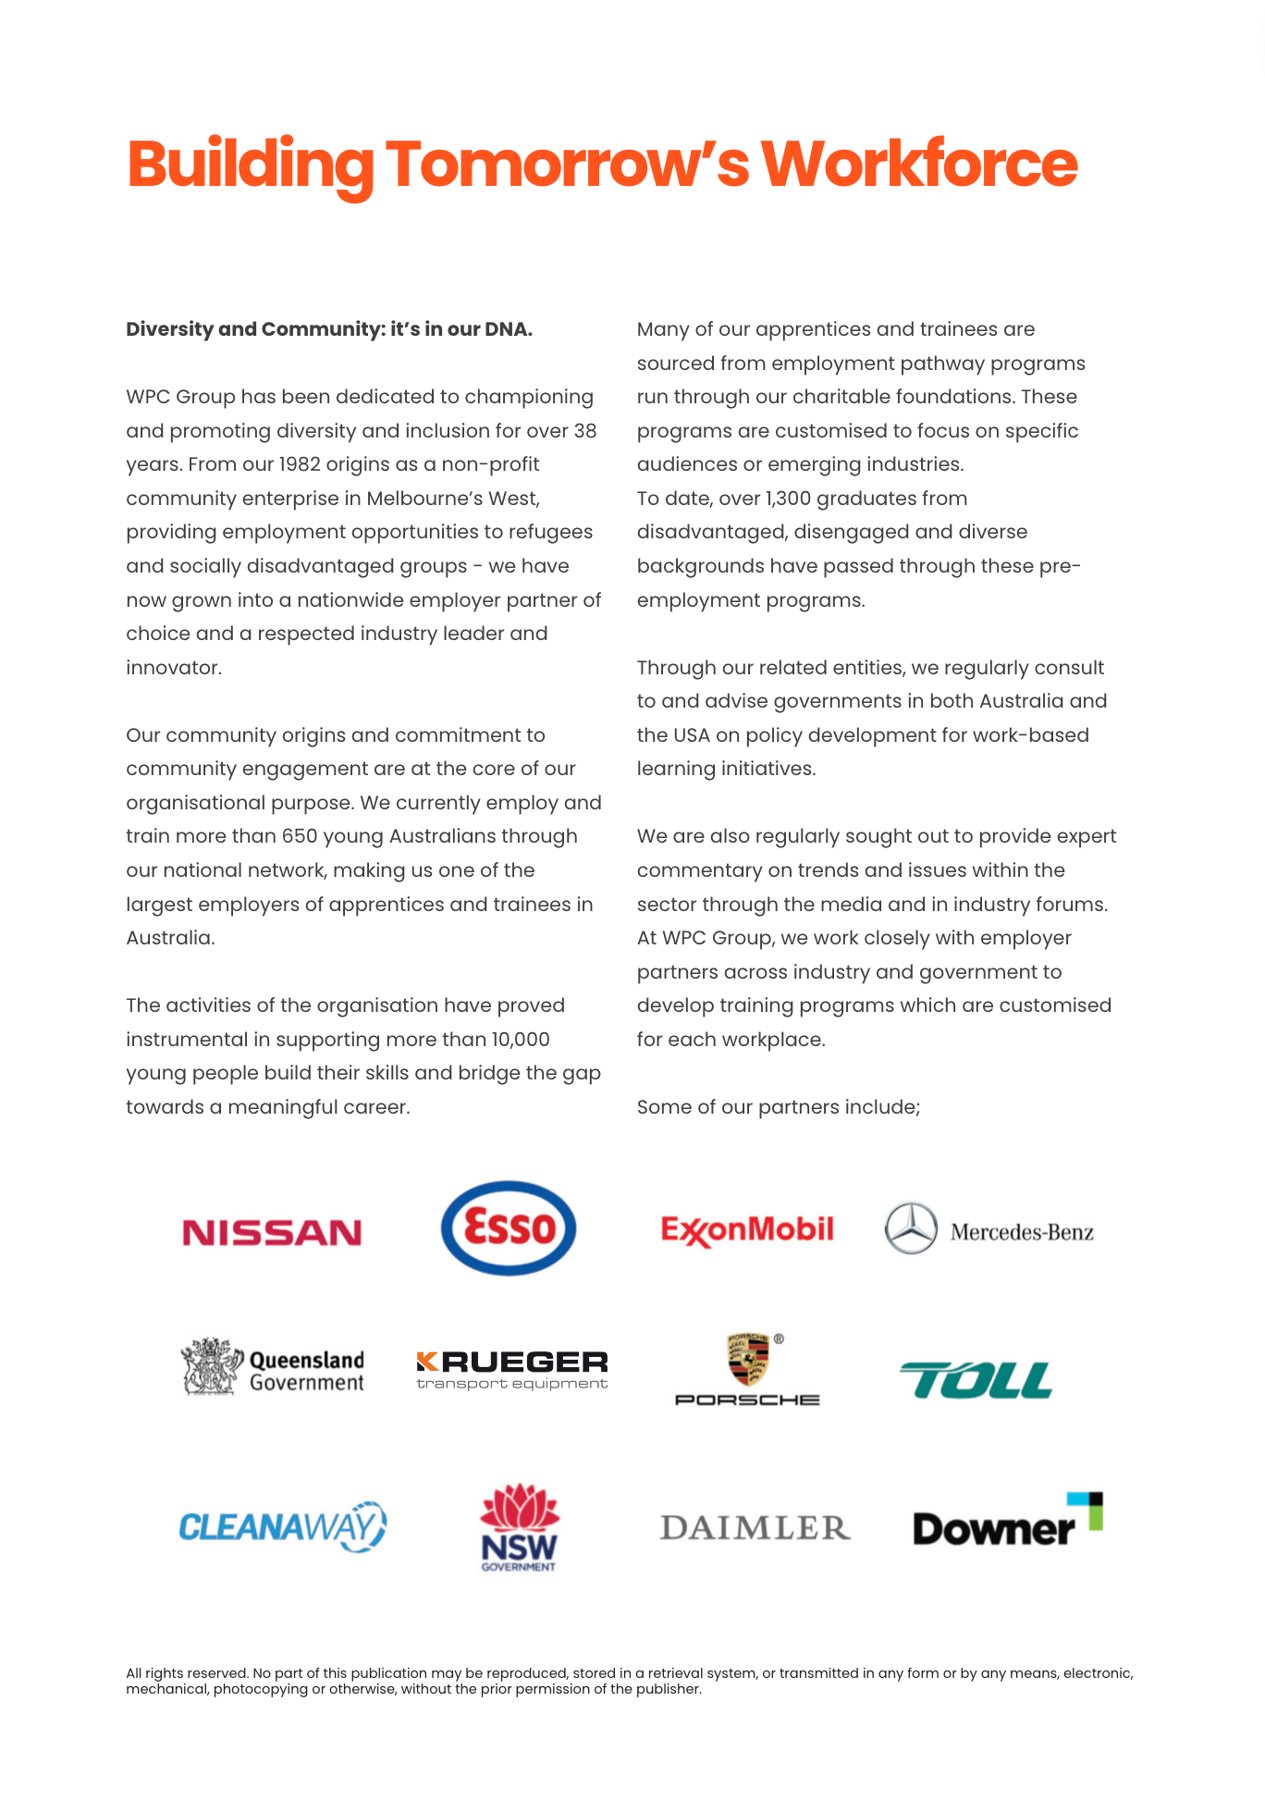 Building Tomorrow’s Workforce
Diversity and Community: it’s in our DNA.
WPC Group has been dedicated to championing
and promoting diversity and inclusion for over 38
years. From our 1982 origins as a non-profit
community enterprise in Melbourne’s West,
providing employment opportunities to refugees
and socially disadvantaged groups - we have
now grown into a nationwide employer partner of
choice and a respected industry leader and
innovator.
Our community origins and commitment to
community engagement are at the core of our
organisational purpose. We currently employ and
train more than 650 young Australians through
our national network, making us one of the
largest employers of apprentices and trainees in
Australia.
The activities of the organisation have proved
instrumental in supporting more than 10,000
young people build their skills and bridge the gap
towards a meaningful career.
Many of our apprentices and trainees are
sourced from employment pathway programs
run through our charitable foundations. These
programs are customised to focus on specific
audiences or emerging industries.
To date, over 1,300 graduates from
disadvantaged, disengaged and diverse
backgrounds have passed through these pre-
employment programs.
Through our related entities, we regularly consult
to and advise governments in both Australia and
the USA on policy development for work-based
learning initiatives.
We are also regularly sought out to provide expert
commentary on trends and issues within the
sector through the media and in industry forums.
At WPC Group, we work closely with employer
partners across industry and government to
develop training programs which are customised
for each workplace.
Some of our partners include;
NISSAN
Esso
ExxonMobil
Mercedes-Benz
Queensland
Government
KRUEGER
transport equipment
PORSCHE
®
PORSCHE
TOLL
CLEANAWAY
NSW
GOVERNMENT
DAIMLER
Downer
All rights reserved. No part of this publication may be reproduced, stored in a retrieval system, or transmitted in any form or by any means, electronic,
mechanical, photocopying or otherwise, without the prior permission of the publisher.